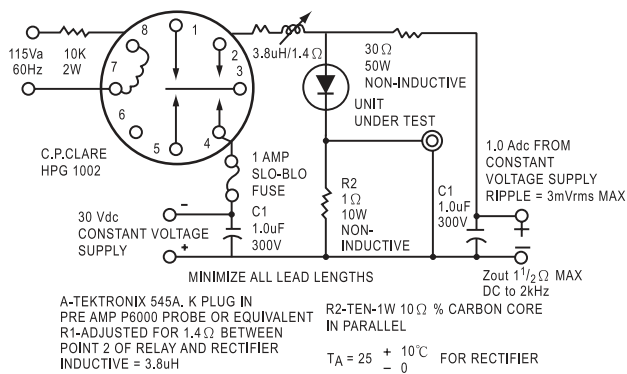 115Va
60Hz
10K
2W
8
1
2
7
3
6
5
4
C.P.CLARE
HPG 1002
3.8uH/1.4Ω
30Ω
50W
NON-INDUCTIVE
UNIT
UNDER TEST
1 AMP
SLO-BLO
FUSE
30 Vdc
CONSTANT VOLTAGE
SUPPLY
−
+
C1
1.0uF
300V
R2
1Ω
10W
NON-
INDUCTIVE
C1
1.0uF
300V
1.0 Adc FROM
CONSTANT
VOLTAGE SUPPLY
RIPPLE = 3mVrms MAX
+
−
Zout 1 1/2 Ω MAX
DC to 2kHz
MINIMIZE ALL LEAD LENGTHS
A-TEKTRONIX 545A. K PLUG IN
PRE AMP P6000 PROBE OR EQUIVALENT
R1-ADJUSTED FOR 1.4Ω BETWEEN
POINT 2 OF RELAY AND RECTIFIER
INDUCTIVE = 3.8uH
R2-TEN-1W 10Ω % CARBON CORE
IN PARALLEL
TA = 25 + 10℃ − 0 FOR RECTIFIER